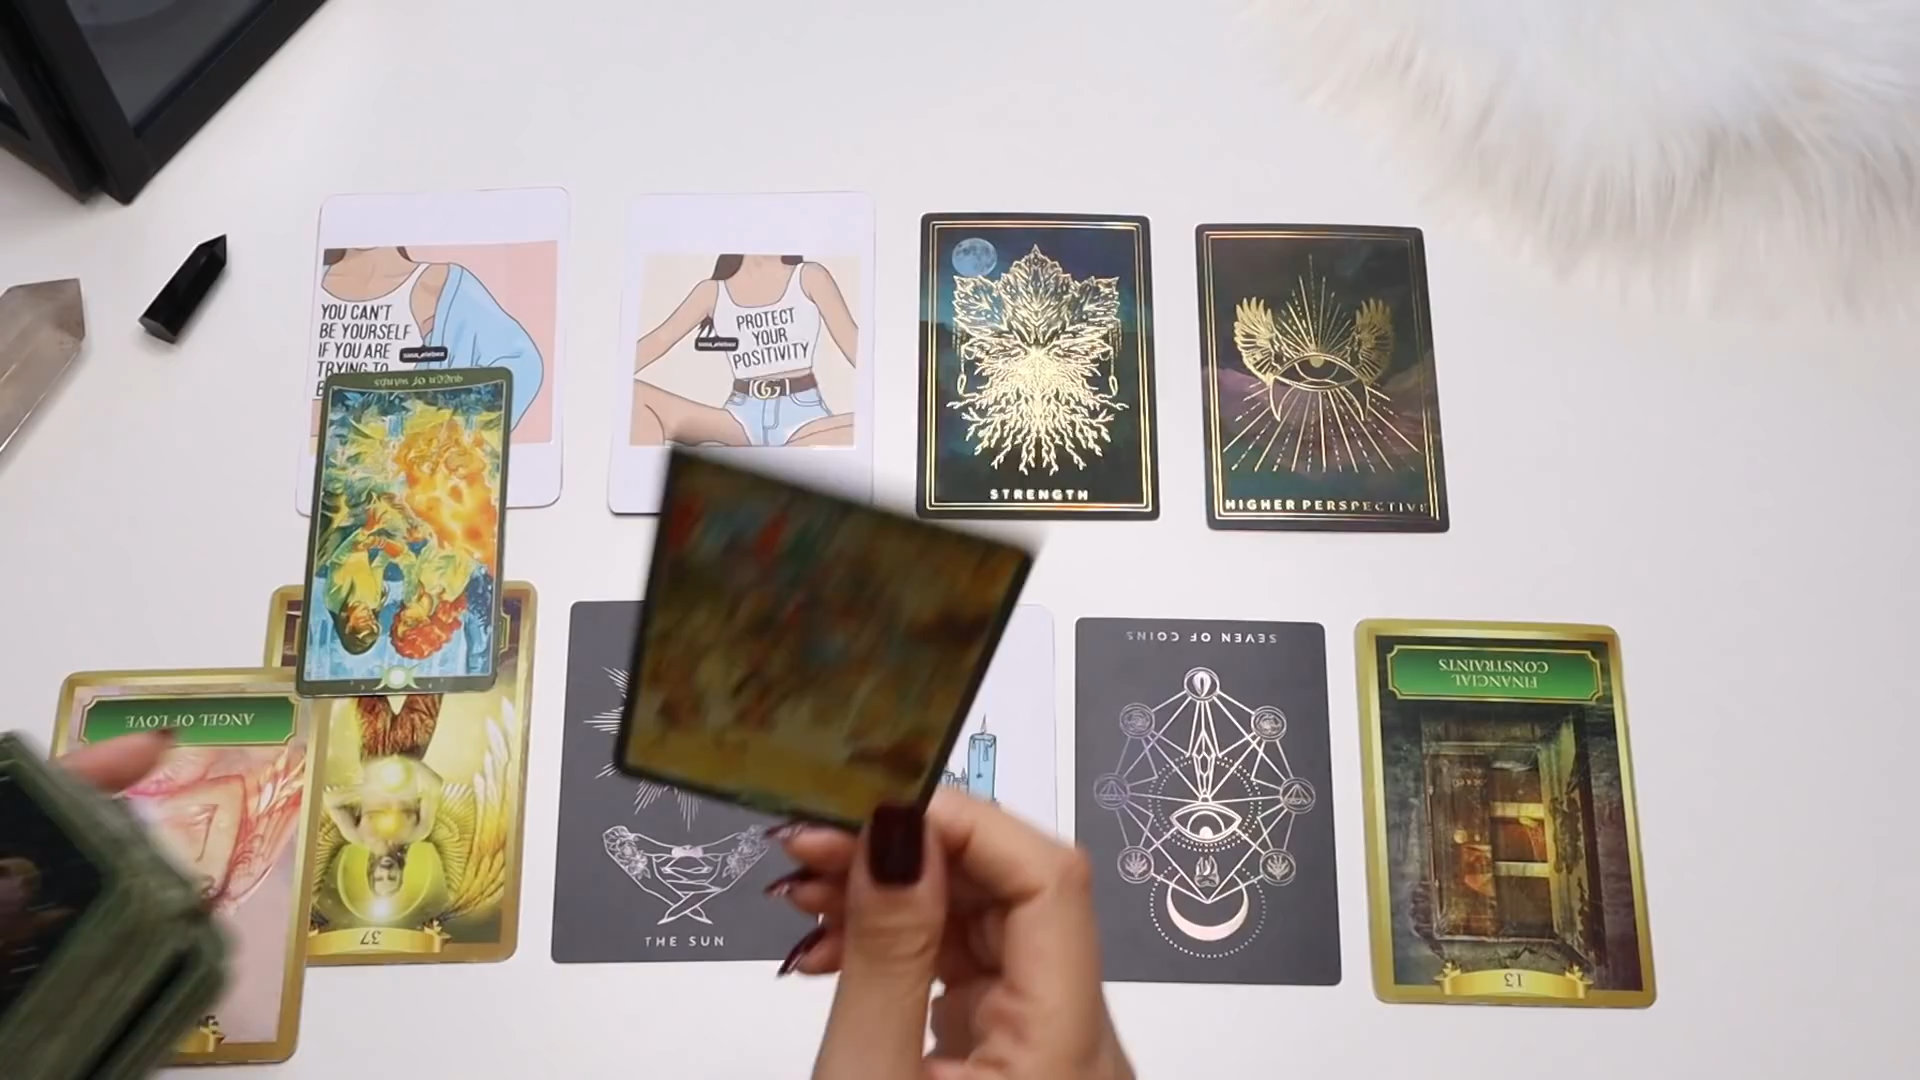 YOU CAN'T
BE YOURSELF
IF YOU ARE
TRYING TO
PROTECT
YOUR
POSITIVITY
STRENGTH
HIGHER PERSPECTIVE
QUEEN OF WANDS
ANGEL OF LOVE
37
THE SUN
SEVEN OF COINS
FINANCIAL
CONSTRAINTS
13